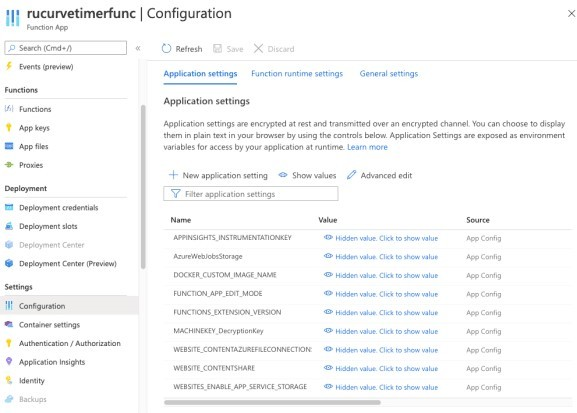 rucurvetimerfunc | Configuration
Function App
Search (Cmd+/)
«
Refresh
Save
Discard
Events (preview)
Functions
Functions
App keys
App files
Proxies
Deployment
Deployment credentials
Deployment slots
Deployment Center
Deployment Center (Preview)
Settings
Configuration
Container settings
Authentication / Authorization
Application Insights
Identity
Backups
Application settings Function runtime settings General settings
Application settings
Application settings are encrypted at rest and transmitted over an encrypted channel. You can choose to display
them in plain text in your browser by using the controls below. Application Settings are exposed as environment
variables for access by your application at runtime. Learn more
New application setting Show values Advanced edit
Filter application settings
Name Value Source
APPINSIGHTS_INSTRUMENTATIONKEY Hidden value. Click to show value App Config
AzureWebJobsStorage Hidden value. Click to show value App Config
DOCKER_CUSTOM_IMAGE_NAME Hidden value. Click to show value App Config
FUNCTION_APP_EDIT_MODE Hidden value. Click to show value App Config
FUNCTIONS_EXTENSION_VERSION Hidden value. Click to show value App Config
MACHINEKEY_DecryptionKey Hidden value. Click to show value App Config
WEBSITE_CONTENTAZUREFILECONNECTIONS Hidden value. Click to show value App Config
WEBSITE_CONTENTSHARE Hidden value. Click to show value App Config
WEBSITES_ENABLE_APP_SERVICE_STORAGE Hidden value. Click to show value App Config